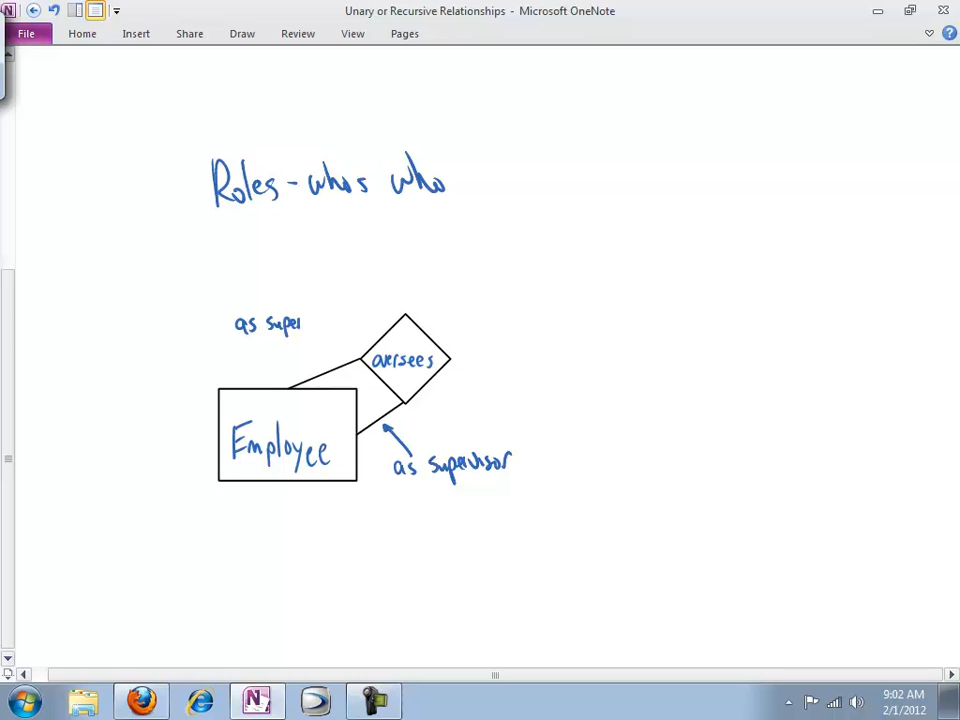 Unary or Recursive Relationships - Microsoft OneNote
File Home Insert Share Draw Review View Pages
Roles - whos who
as super
oversees
Employee
as supervisor
9:02 AM
2/1/2012